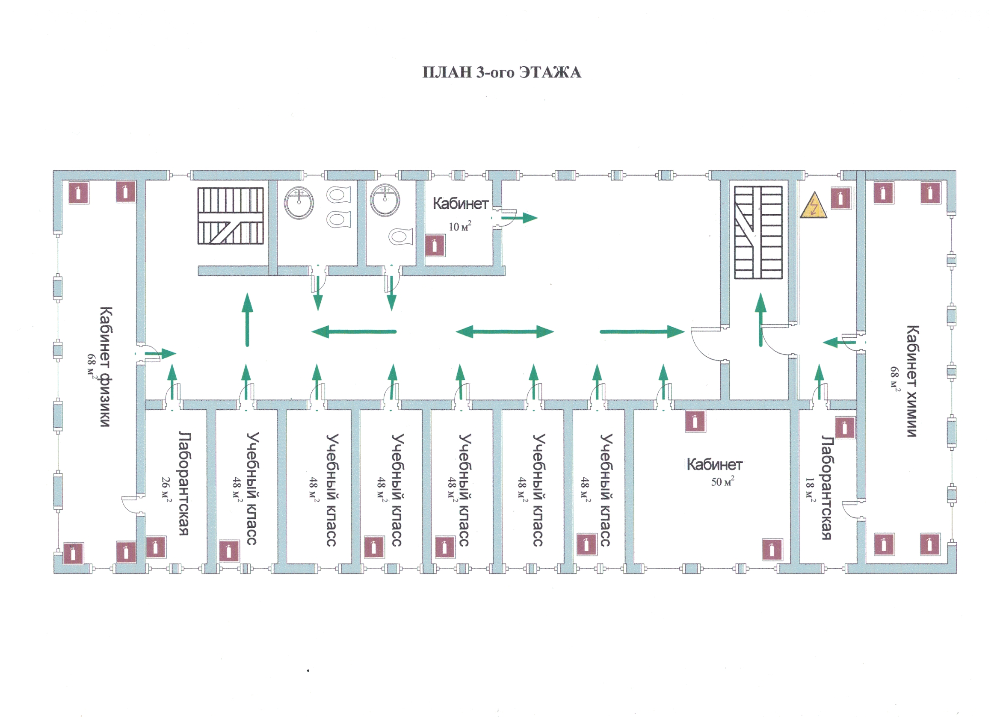 ПЛАН 3-ого ЭТАЖА
Кабинет
10 м²
Кабинет физики
68 м²
Кабинет химии
68 м²
Лаборантская
26 м²
Учебный класс
48 м²
Учебный класс
48 м²
Учебный класс
48 м²
Учебный класс
48 м²
Учебный класс
48 м²
Учебный класс
48 м²
Кабинет
50 м²
Лаборантская
18 м²